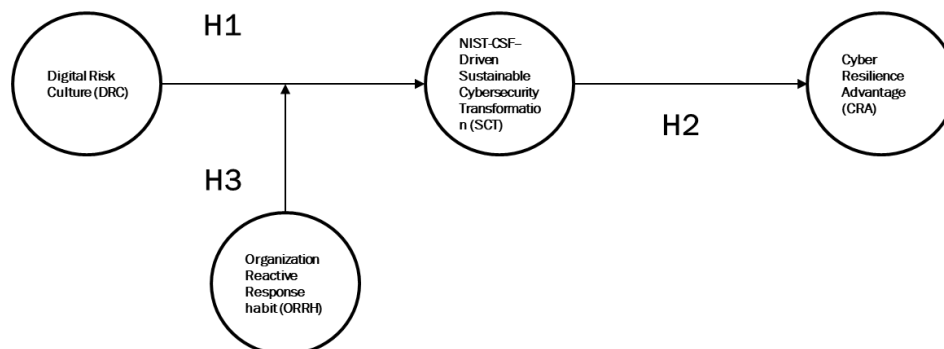 H1
Digital Risk
Culture (DRC)
NIST-CSF–
Driven
Sustainable
Cybersecurity
Transformatio
n (SCT)
Cyber
Resilience
Advantage
(CRA)
H2
H3
Organization
Reactive
Response
habit (ORRH)